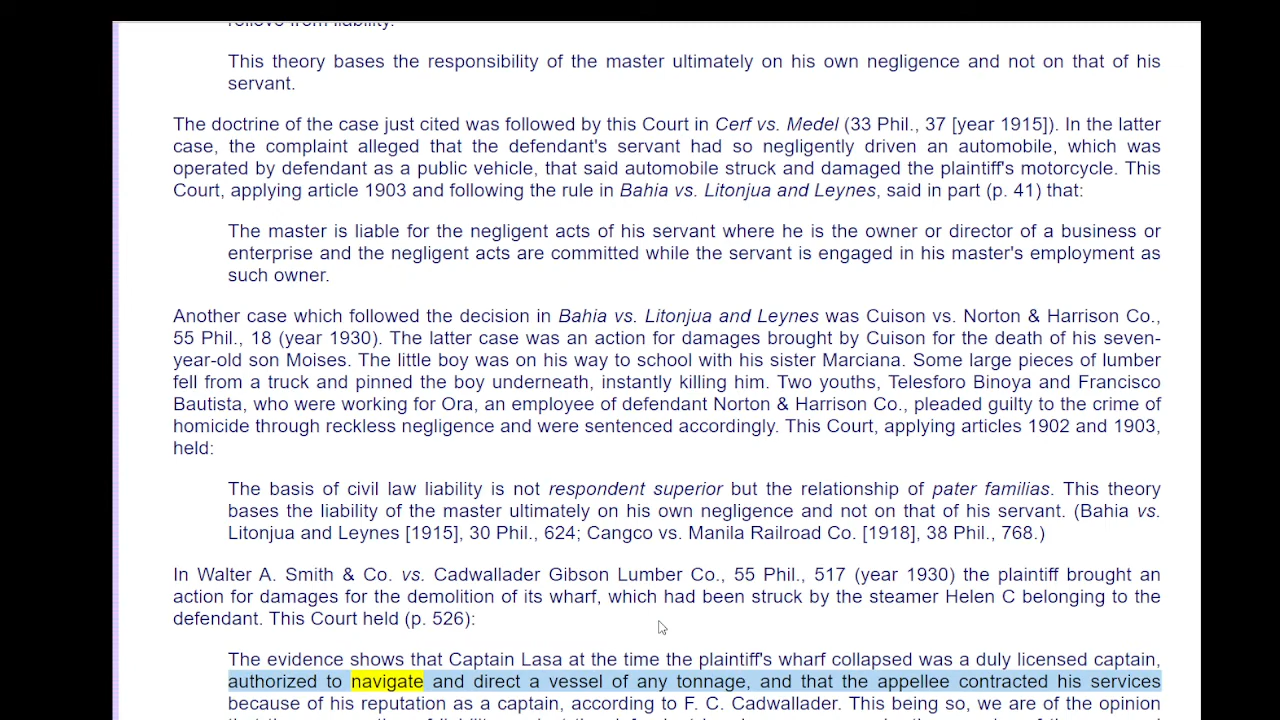 relieve from liability.
This theory bases the responsibility of the master ultimately on his own negligence and not on that of his
servant.
The doctrine of the case just cited was followed by this Court in Cerf vs. Medel (33 Phil., 37 [year 1915]). In the latter
case, the complaint alleged that the defendant's servant had so negligently driven an automobile, which was
operated by defendant as a public vehicle, that said automobile struck and damaged the plaintiff's motorcycle. This
Court, applying article 1903 and following the rule in Bahia vs. Litonjua and Leynes, said in part (p. 41) that:
The master is liable for the negligent acts of his servant where he is the owner or director of a business or
enterprise and the negligent acts are committed while the servant is engaged in his master's employment as
such owner.
Another case which followed the decision in Bahia vs. Litonjua and Leynes was Cuison vs. Norton & Harrison Co.,
55 Phil., 18 (year 1930). The latter case was an action for damages brought by Cuison for the death of his seven-
year-old son Moises. The little boy was on his way to school with his sister Marciana. Some large pieces of lumber
fell from a truck and pinned the boy underneath, instantly killing him. Two youths, Telesforo Binoya and Francisco
Bautista, who were working for Ora, an employee of defendant Norton & Harrison Co., pleaded guilty to the crime of
homicide through reckless negligence and were sentenced accordingly. This Court, applying articles 1902 and 1903,
held:
The basis of civil law liability is not respondent superior but the relationship of pater familias. This theory
bases the liability of the master ultimately on his own negligence and not on that of his servant. (Bahia vs.
Litonjua and Leynes [1915], 30 Phil., 624; Cangco vs. Manila Railroad Co. [1918], 38 Phil., 768.)
In Walter A. Smith & Co. vs. Cadwallader Gibson Lumber Co., 55 Phil., 517 (year 1930) the plaintiff brought an
action for damages for the demolition of its wharf, which had been struck by the steamer Helen C belonging to the
defendant. This Court held (p. 526):
The evidence shows that Captain Lasa at the time the plaintiff's wharf collapsed was a duly licensed captain,
authorized to navigate and direct a vessel of any tonnage, and that the appellee contracted his services
because of his reputation as a captain, according to F. C. Cadwallader. This being so, we are of the opinion